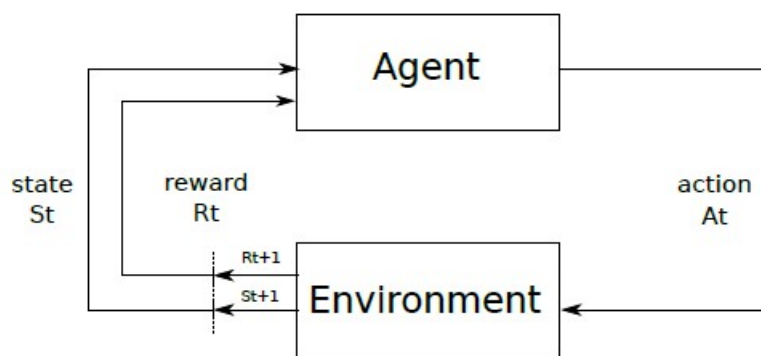 Agent
state
St
reward
Rt
action
At
Rt+1
St+1
Environment